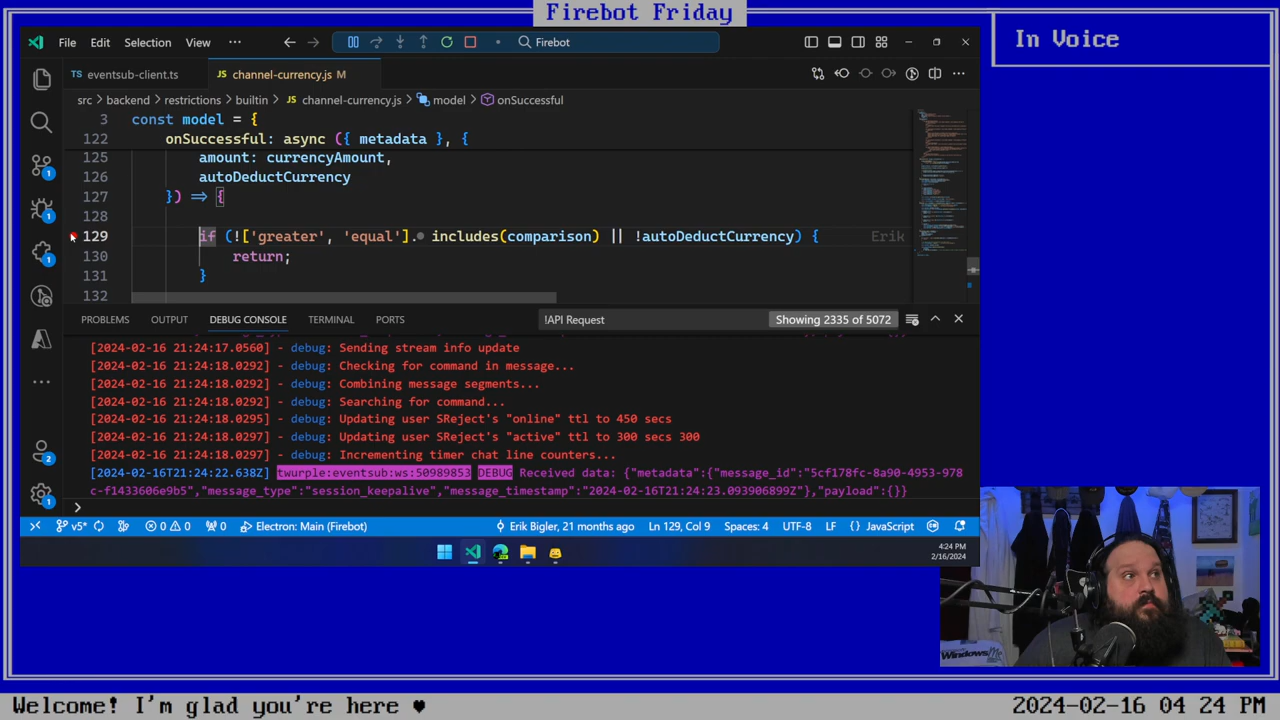 Firebot Friday
In Voice
File Edit Selection View ··· Firebot
TS eventsub-client.ts
JS channel-currency.js M
src > backend > restrictions > builtin > JS channel-currency.js > model > onSuccessful
3 const model = {
122 onSuccessful: async ({ metadata }, {
125 amount: currencyAmount,
126 autoDeductCurrency
127 }) => {
128
129 if (!['greater', 'equal'].includes(comparison) || !autoDeductCurrency) { Erik
130 return;
131 }
132
PROBLEMS OUTPUT DEBUG CONSOLE TERMINAL PORTS !API Request Showing 2335 of 5072
[2024-02-16 21:24:17.0560] - debug: Sending stream info update
[2024-02-16 21:24:18.0292] - debug: Checking for command in message...
[2024-02-16 21:24:18.0292] - debug: Combining message segments...
[2024-02-16 21:24:18.0292] - debug: Searching for command...
[2024-02-16 21:24:18.0295] - debug: Updating user SReject's "online" ttl to 450 secs
[2024-02-16 21:24:18.0297] - debug: Updating user SReject's "active" ttl to 300 secs 300
[2024-02-16 21:24:18.0297] - debug: Incrementing timer chat line counters...
[2024-02-16T21:24:22.638Z] twurple:eventsub:ws:50989853 DEBUG Received data: {"metadata":{"message_id":"5cf178fc-8a90-4953-978
c-f1433606e9b5","message_type":"session_keepalive","message_timestamp":"2024-02-16T21:24:23.093906899Z"},"payload":{}}
>
v5* 0 0 0 Electron: Main (Firebot) Erik Bigler, 21 months ago Ln 129, Col 9 Spaces: 4 UTF-8 LF {} JavaScript
4:24 PM
2/16/2024
Windows Me
Welcome! I'm glad you're here ♥
2024-02-16 04 24 PM